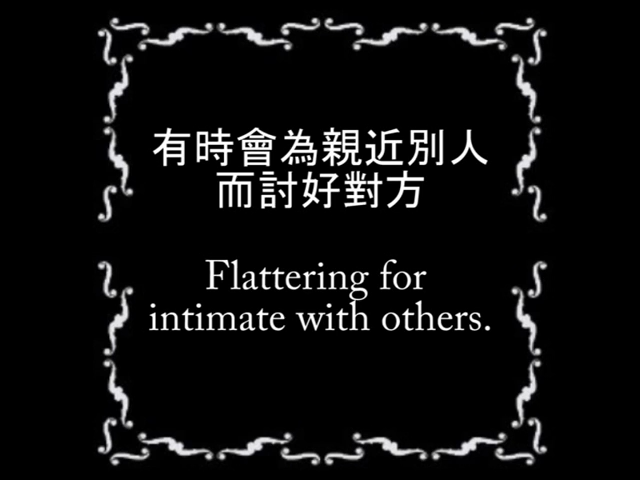 有時會為親近別人
而討好對方
Flattering for
intimate with others.